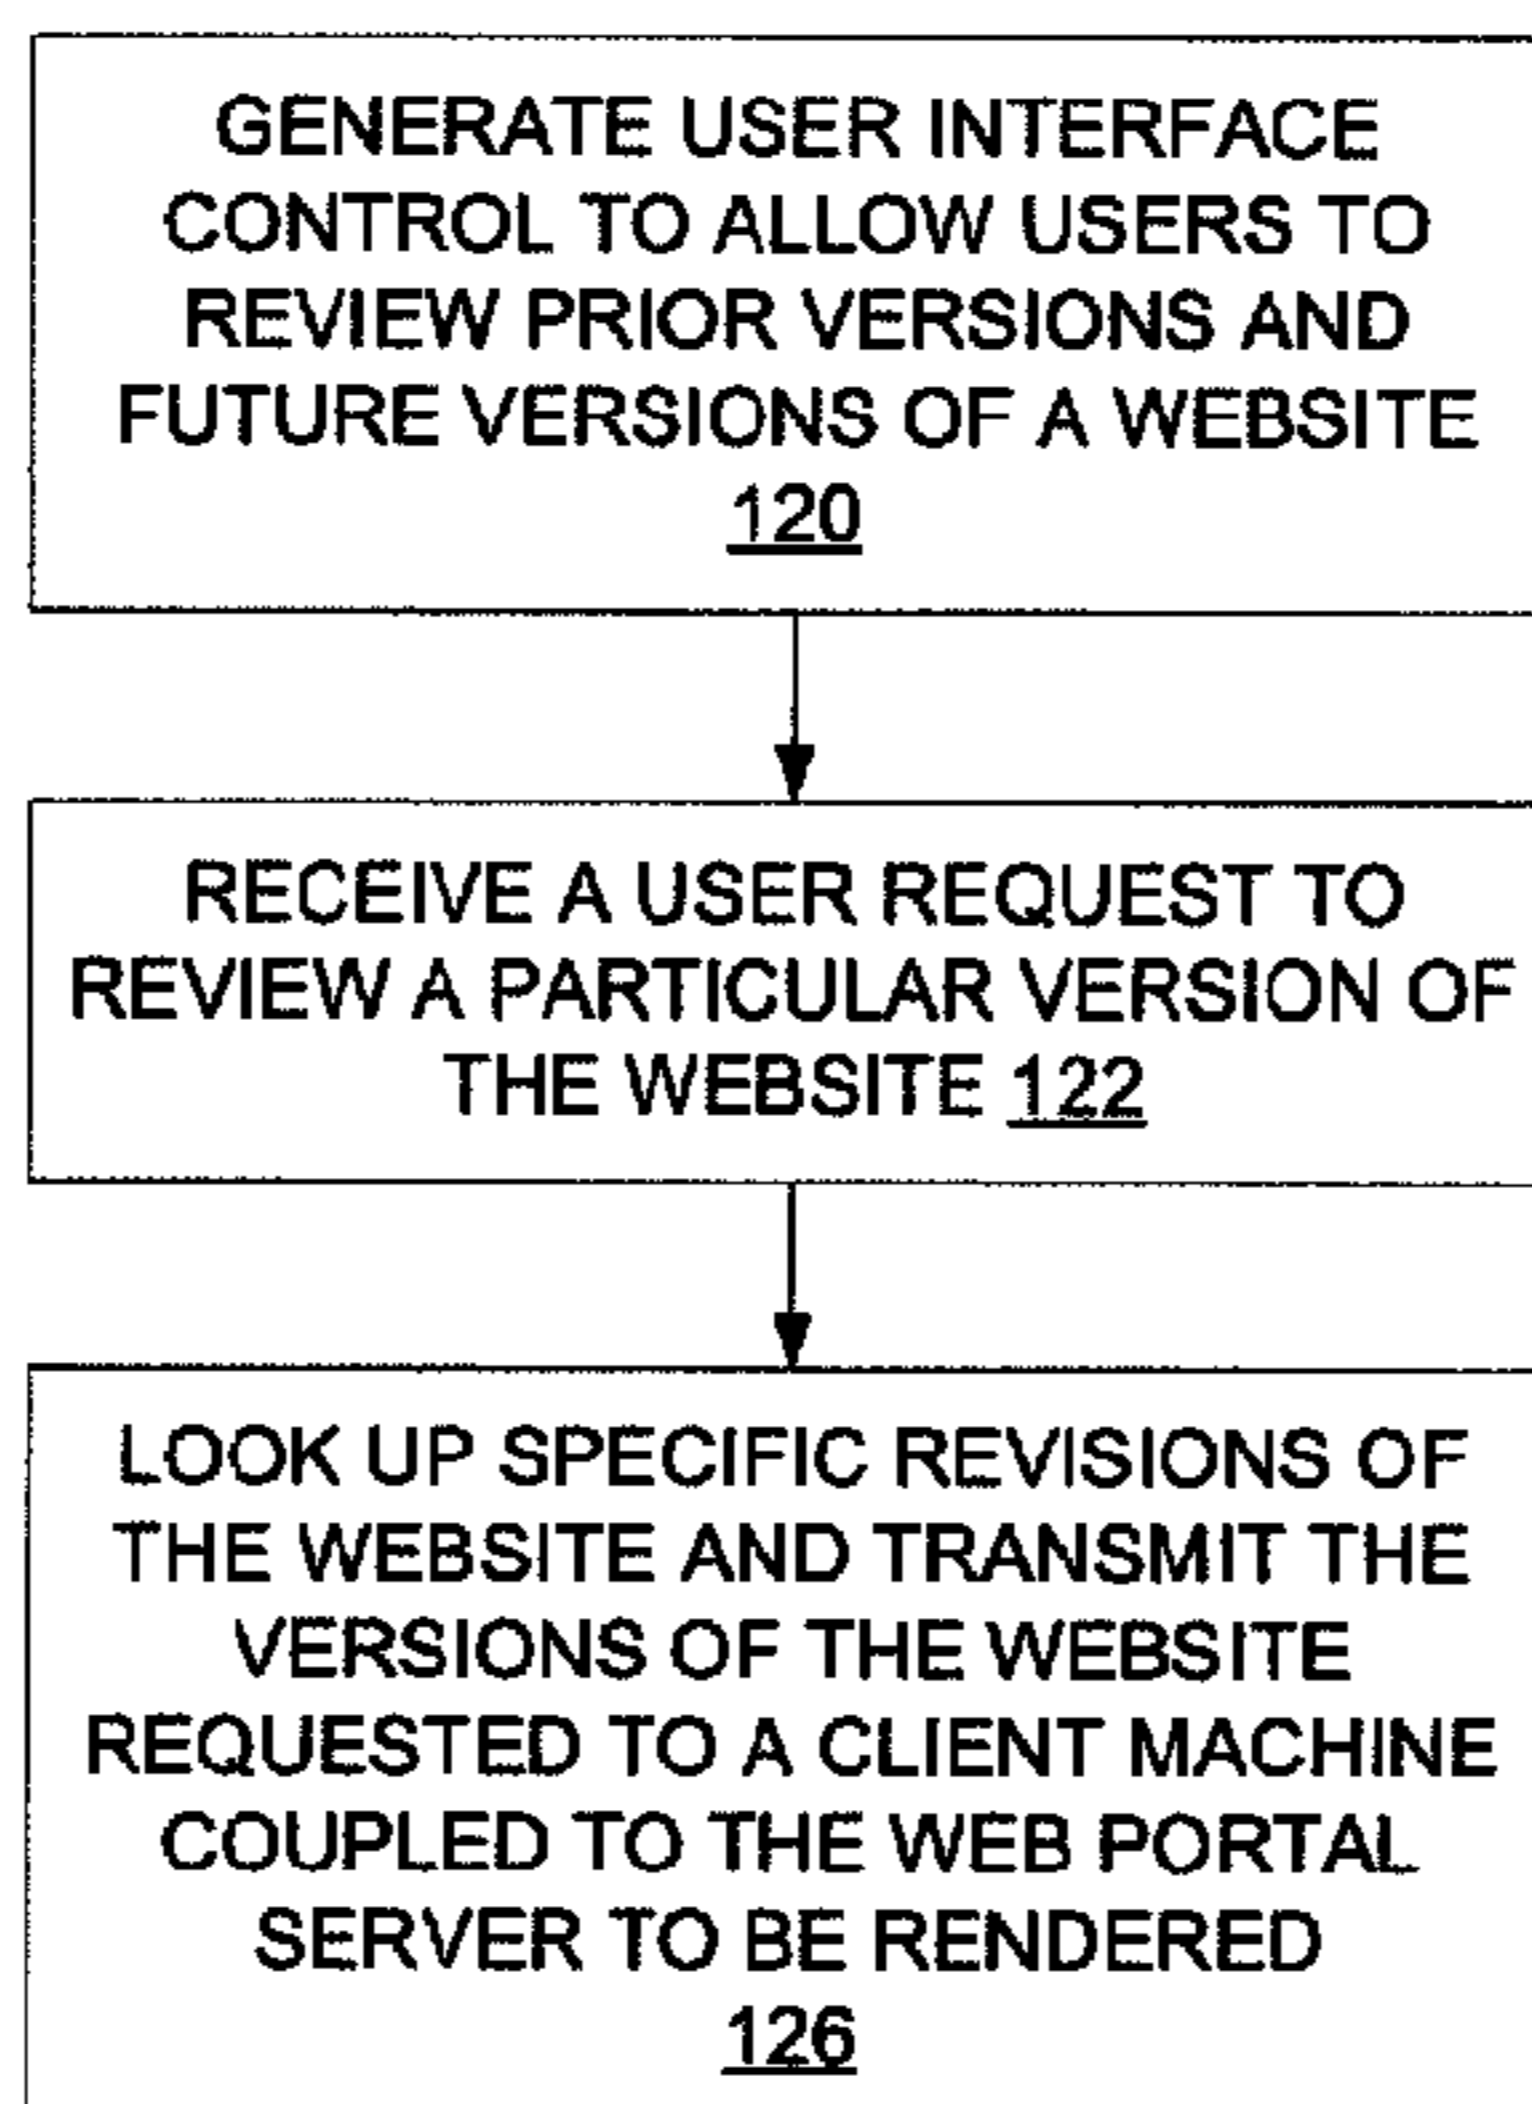 GENERATE USER INTERFACE
CONTROL TO ALLOW USERS TO
REVIEW PRIOR VERSIONS AND
FUTURE VERSIONS OF A WEBSITE
120
RECEIVE A USER REQUEST TO
REVIEW A PARTICULAR VERSION OF
THE WEBSITE 122
LOOK UP SPECIFIC REVISIONS OF
THE WEBSITE AND TRANSMIT THE
VERSIONS OF THE WEBSITE
REQUESTED TO A CLIENT MACHINE
COUPLED TO THE WEB PORTAL
SERVER TO BE RENDERED
126